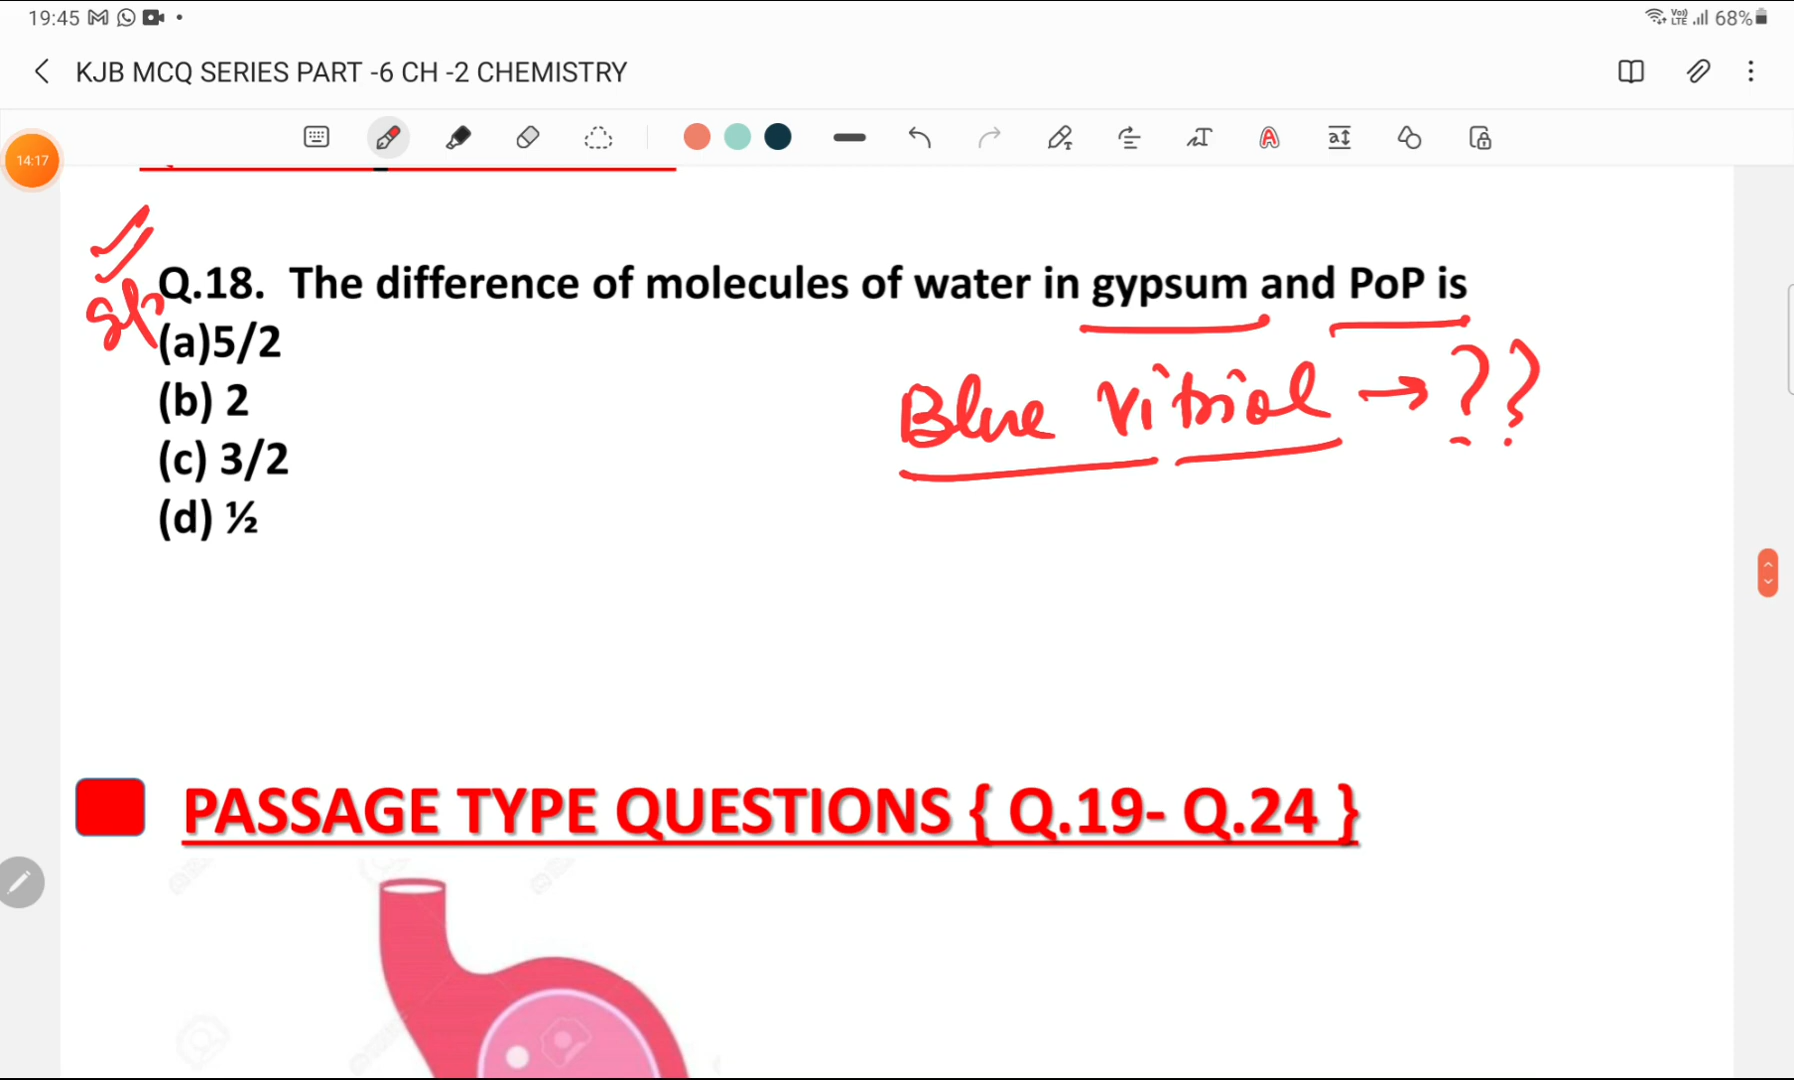 19:45
Vo)) LTE 68%
KJB MCQ SERIES PART -6 CH -2 CHEMISTRY
14:17
Q.18. The difference of molecules of water in gypsum and PoP is
(a)5/2
(b) 2
(c) 3/2
(d) ½
Blue vitriol → ??
PASSAGE TYPE QUESTIONS { Q.19- Q.24 }